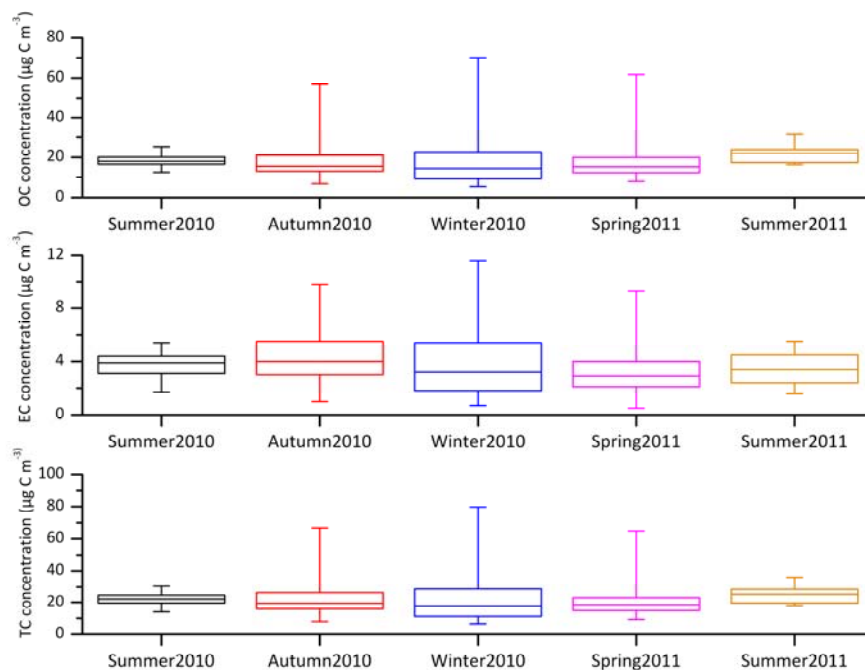 OC concentration (µg C m⁻³)
80
60
40
20
0
Summer2010 Autumn2010 Winter2010 Spring2011 Summer2011
EC concentration (µg C m⁻³)
12
8
4
0
Summer2010 Autumn2010 Winter2010 Spring2011 Summer2011
TC concentration (µg C m⁻³)
100
80
60
40
20
0
Summer2010 Autumn2010 Winter2010 Spring2011 Summer2011